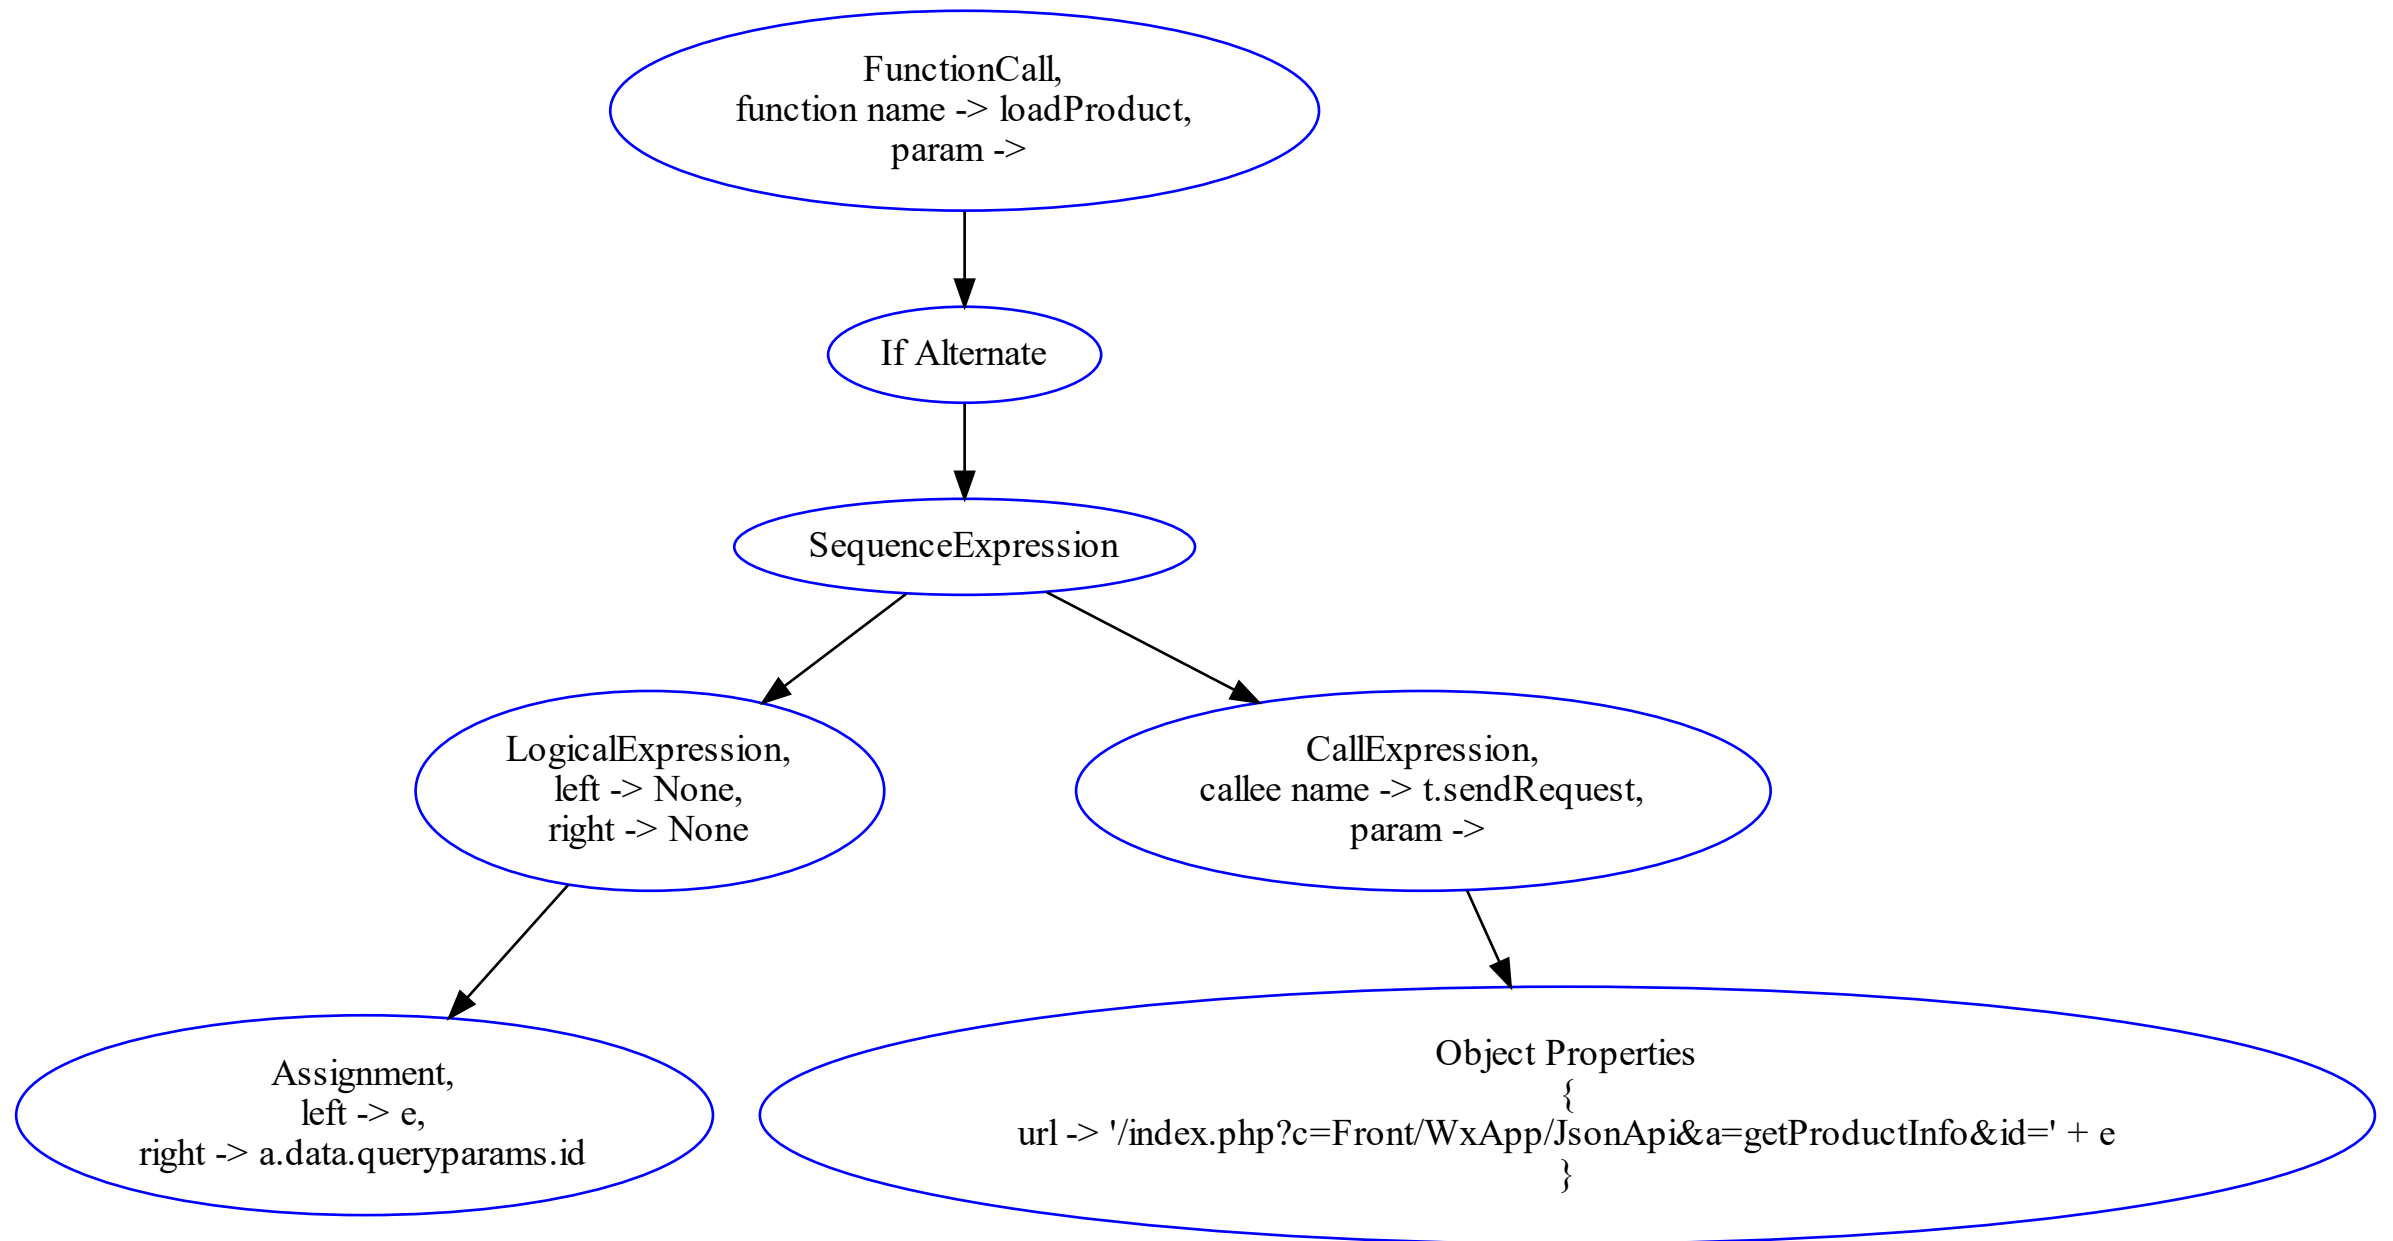 FunctionCall,
function name -> loadProduct,
param ->
If Alternate
SequenceExpression
LogicalExpression,
left -> None,
right -> None
CallExpression,
callee name -> t.sendRequest,
param ->
Assignment,
left -> e,
right -> a.data.queryparams.id
Object Properties
{
url -> '/index.php?c=Front/WxApp/JsonApi&a=getProductInfo&id=' + e
}